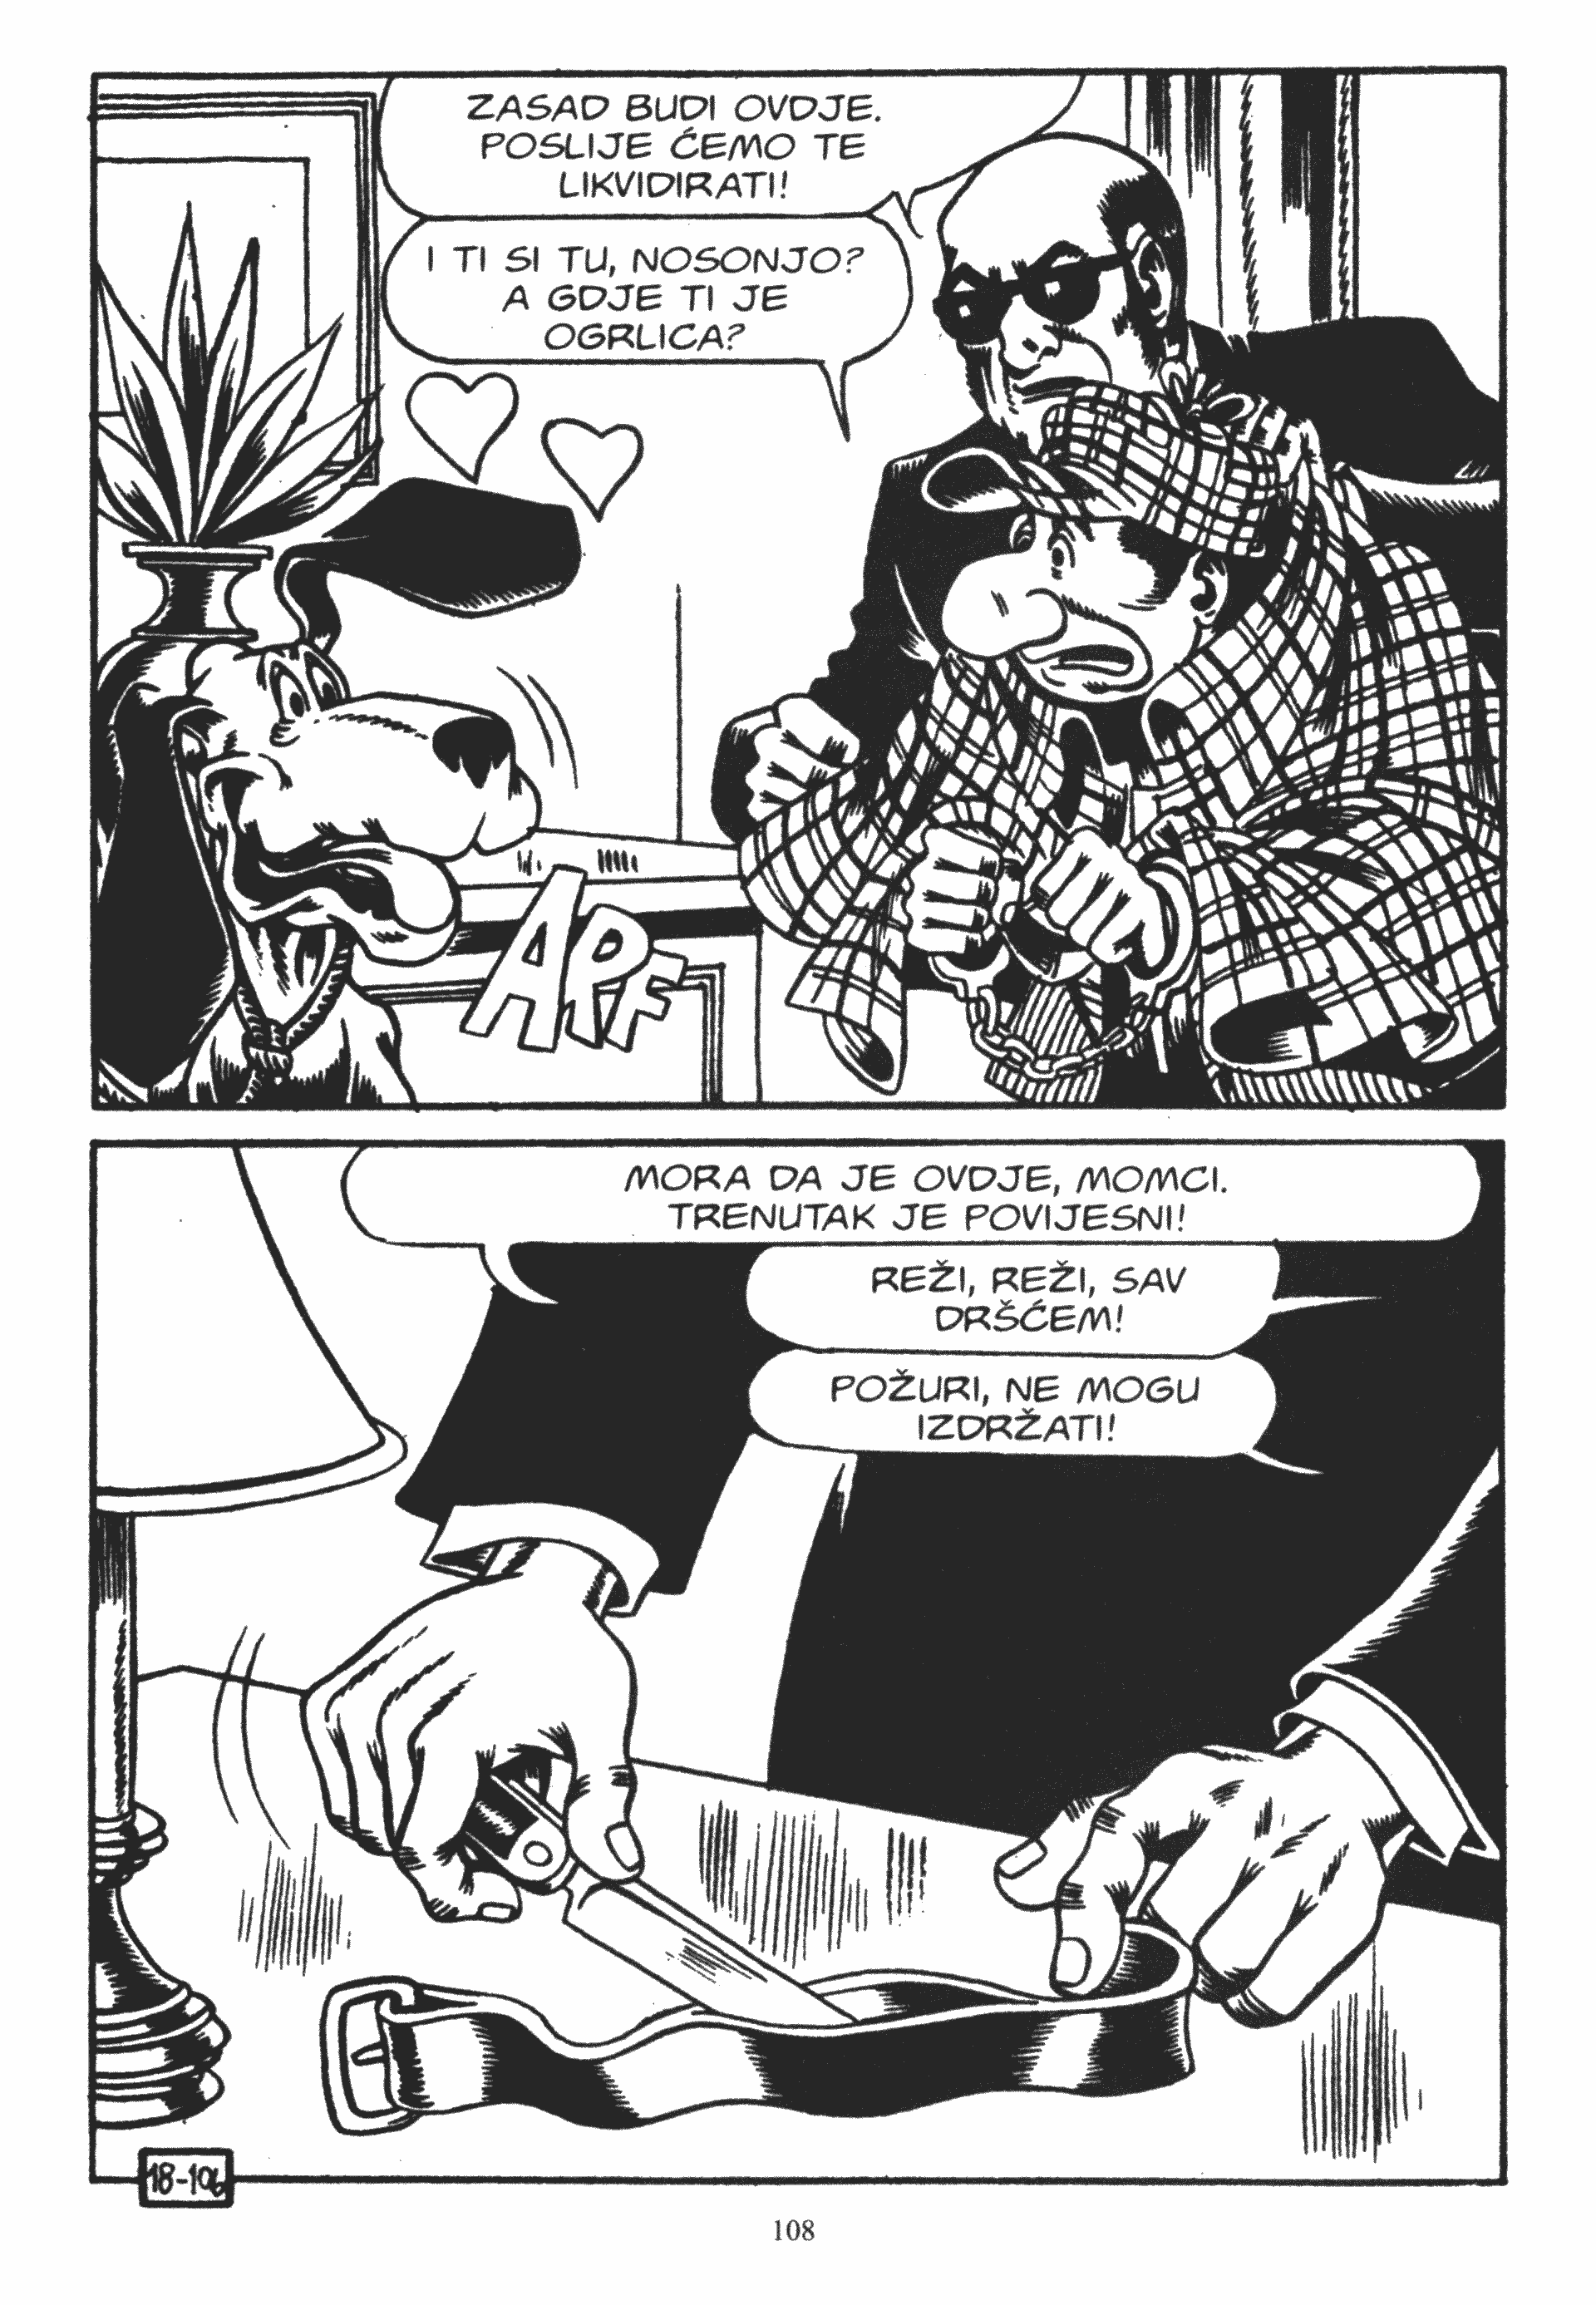 ZASAD BUDI OVDJE.
POSLIJE ĆEMO TE
LIKVIDIRATI!
I TI SI TU, NOSONJO?
A GDJE TI JE
OGRLICA?
ARF
MORA DA JE OVDJE, MOMCI.
TRENUTAK JE POVIJESNI!
REŽI, REŽI, SAV
DRŠĆEM!
POŽURI, NE MOGU
IZDRŽATI!
18-106
108